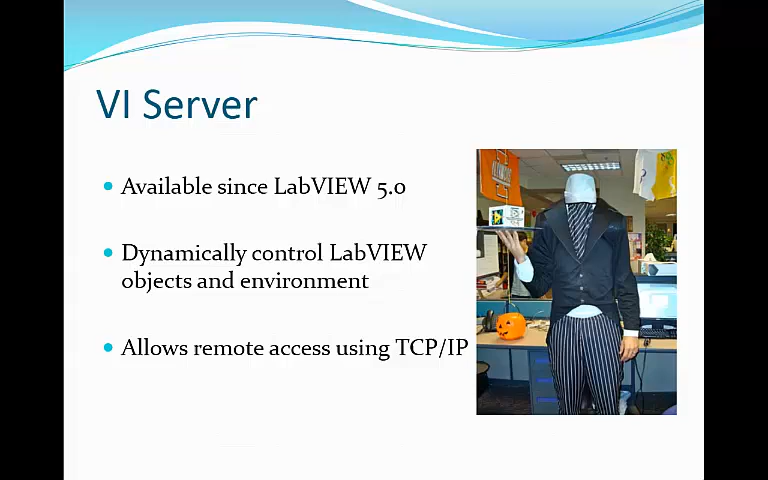 VI Server
Available since LabVIEW 5.0
Dynamically control LabVIEW
objects and environment
Allows remote access using TCP/IP